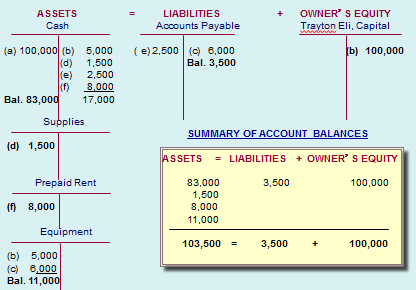 ASSETS = LIABILITIES + OWNER'S EQUITY
Cash Accounts Payable Trayton Eli, Capital
(a) 100,000 (b) 5,000 (e) 2,500 (c) 6,000 (b) 100,000
(d) 1,500 Bal. 3,500
(e) 2,500
(f) 8,000
Bal. 83,000 17,000
Supplies
(d) 1,500
Prepaid Rent
(f) 8,000
Equipment
(b) 5,000
(c) 6,000
Bal. 11,000
SUMMARY OF ACCOUNT BALANCES
ASSETS = LIABILITIES + OWNER'S EQUITY
83,000 3,500 100,000
1,500
8,000
11,000
103,500 = 3,500 + 100,000